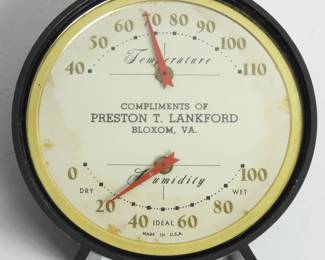 60 70 80 90
50 100
40 110
Temperature
COMPLIMENTS OF
PRESTON T. LANKFORD
BLOXOM, VA.
Humidity
0 100
DRY WET
20 80
40 60
IDEAL
MADE IN U.S.A.